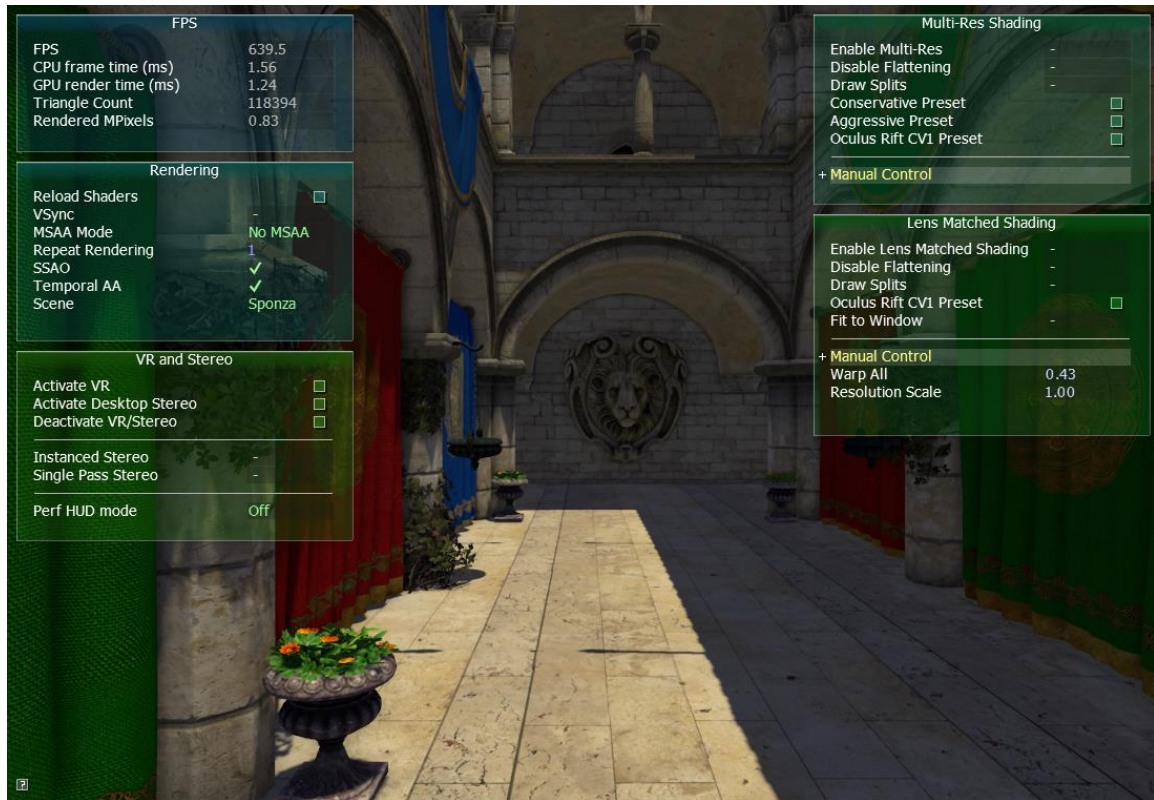 FPS
FPS 639.5
CPU frame time (ms) 1.56
GPU render time (ms) 1.24
Triangle Count 118394
Rendered MPixels 0.83
Rendering
Reload Shaders
VSync -
MSAA Mode No MSAA
Repeat Rendering 1
SSAO ✓
Temporal AA ✓
Scene Sponza
VR and Stereo
Activate VR
Activate Desktop Stereo
Deactivate VR/Stereo
Instanced Stereo -
Single Pass Stereo -
Perf HUD mode Off
?
Multi-Res Shading
Enable Multi-Res -
Disable Flattening -
Draw Splits -
Conservative Preset
Aggressive Preset
Oculus Rift CV1 Preset
+ Manual Control
Lens Matched Shading
Enable Lens Matched Shading -
Disable Flattening -
Draw Splits -
Oculus Rift CV1 Preset
Fit to Window -
+ Manual Control
Warp All 0.43
Resolution Scale 1.00